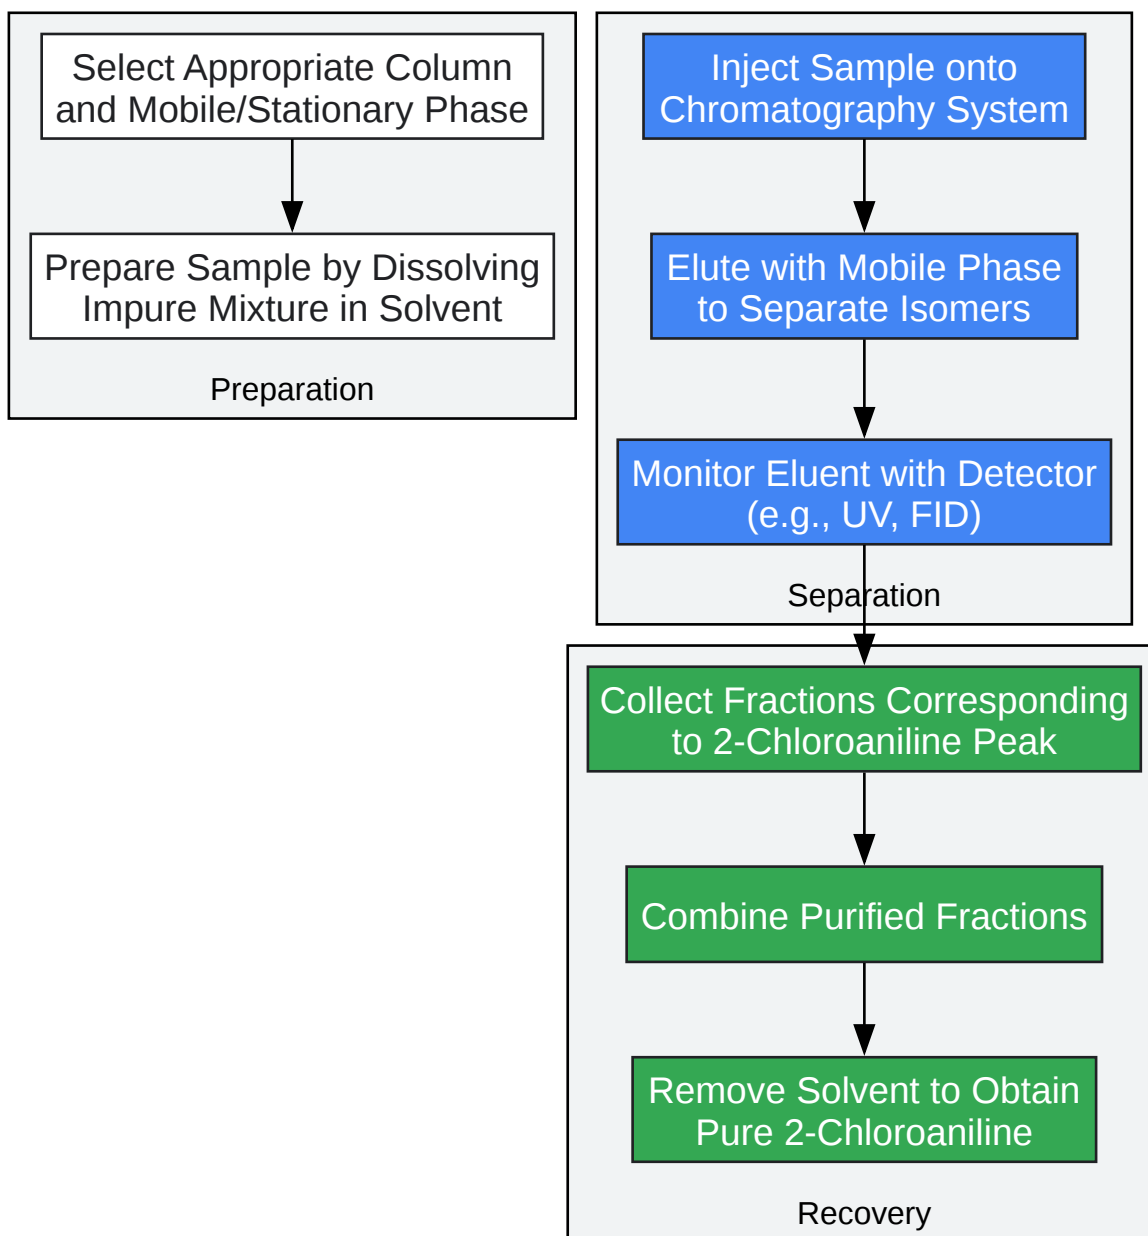 Select Appropriate Column
and Mobile/Stationary Phase
Prepare Sample by Dissolving
Impure Mixture in Solvent
Preparation
Inject Sample onto
Chromatography System
Elute with Mobile Phase
to Separate Isomers
Monitor Eluent with Detector
(e.g., UV, FID)
Separation
Collect Fractions Corresponding
to 2-Chloroaniline Peak
Combine Purified Fractions
Remove Solvent to Obtain
Pure 2-Chloroaniline
Recovery